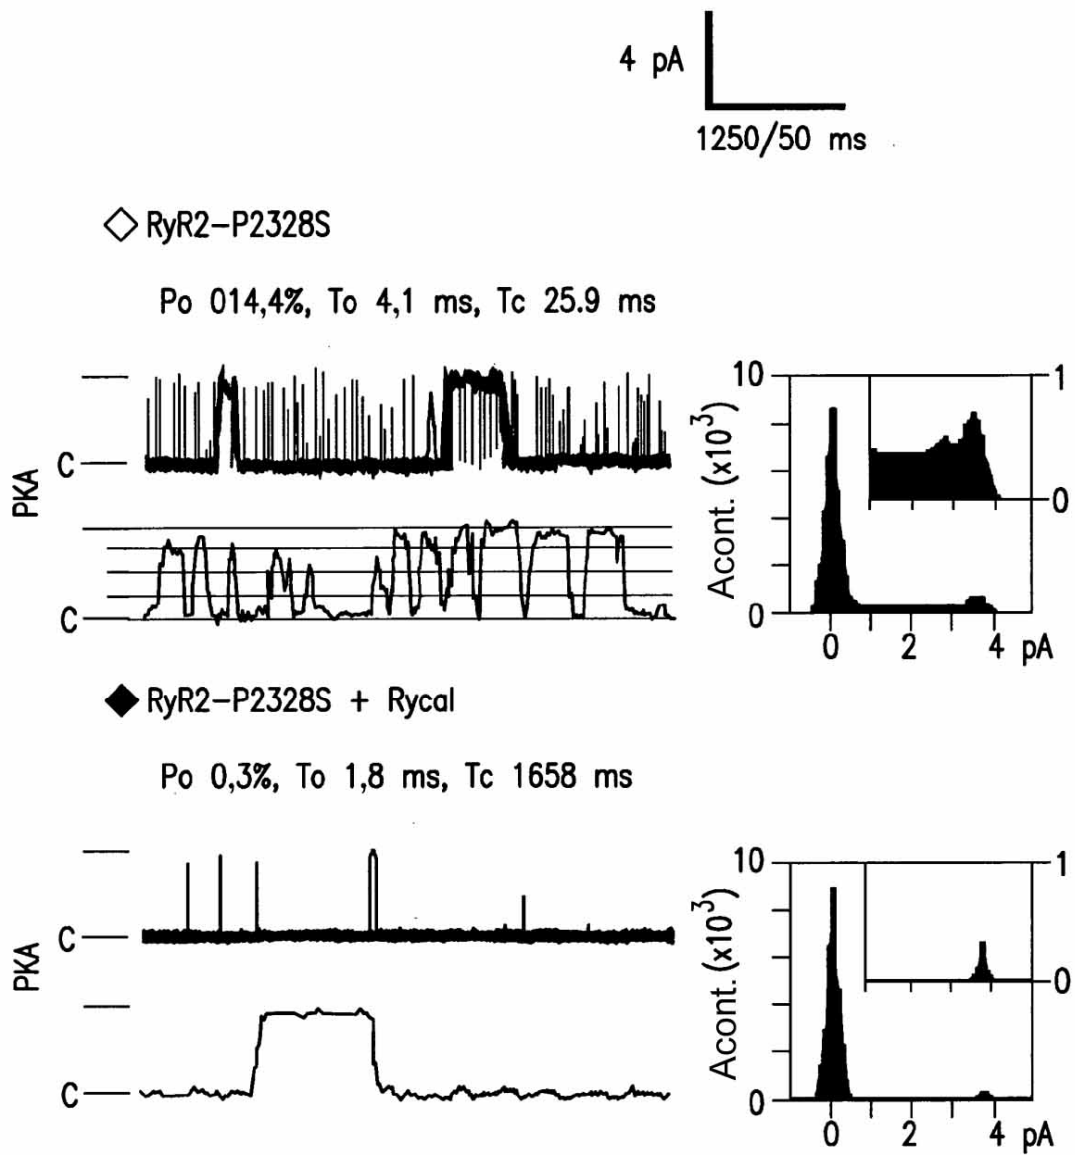 4 pA
1250/50 ms
◇ RyR2-P2328S
Po 014,4%, To 4,1 ms, Tc 25.9 ms
PKA
C
C
Acont. (x10³)
10
0
1
0
0 2 4 pA
◆ RyR2-P2328S + Rycal
Po 0,3%, To 1,8 ms, Tc 1658 ms
PKA
C
C
Acont. (x10³)
10
0
1
0
0 2 4 pA